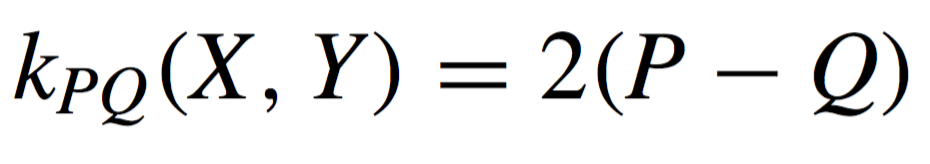 k_{PQ}(X, Y) = 2(P − Q)